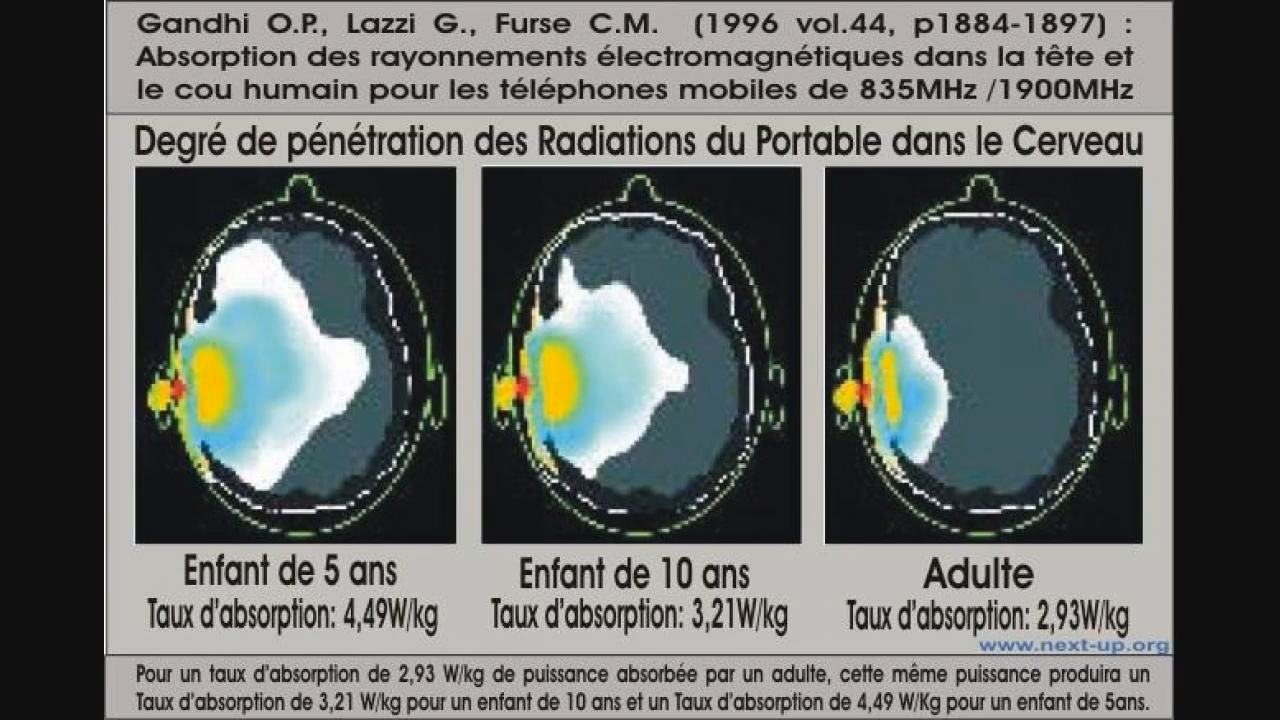 Gandhi O.P., Lazzi G., Furse C.M. (1996 vol.44, p1884-1897) :
Absorption des rayonnements électromagnétiques dans la tête et
le cou humain pour les téléphones mobiles de 835MHz /1900MHz
Degré de pénétration des Radiations du Portable dans le Cerveau
Enfant de 5 ans
Taux d'absorption: 4,49W/kg
Enfant de 10 ans
Taux d'absorption: 3,21W/kg
Adulte
Taux d'absorption: 2,93W/kg
www.next-up.org
Pour un taux d'absorption de 2,93 W/kg de puissance absorbée par un adulte, cette même puissance produira un
Taux d'absorption de 3,21 W/kg pour un enfant de 10 ans et un Taux d'absorption de 4,49 W/Kg pour un enfant de 5ans.